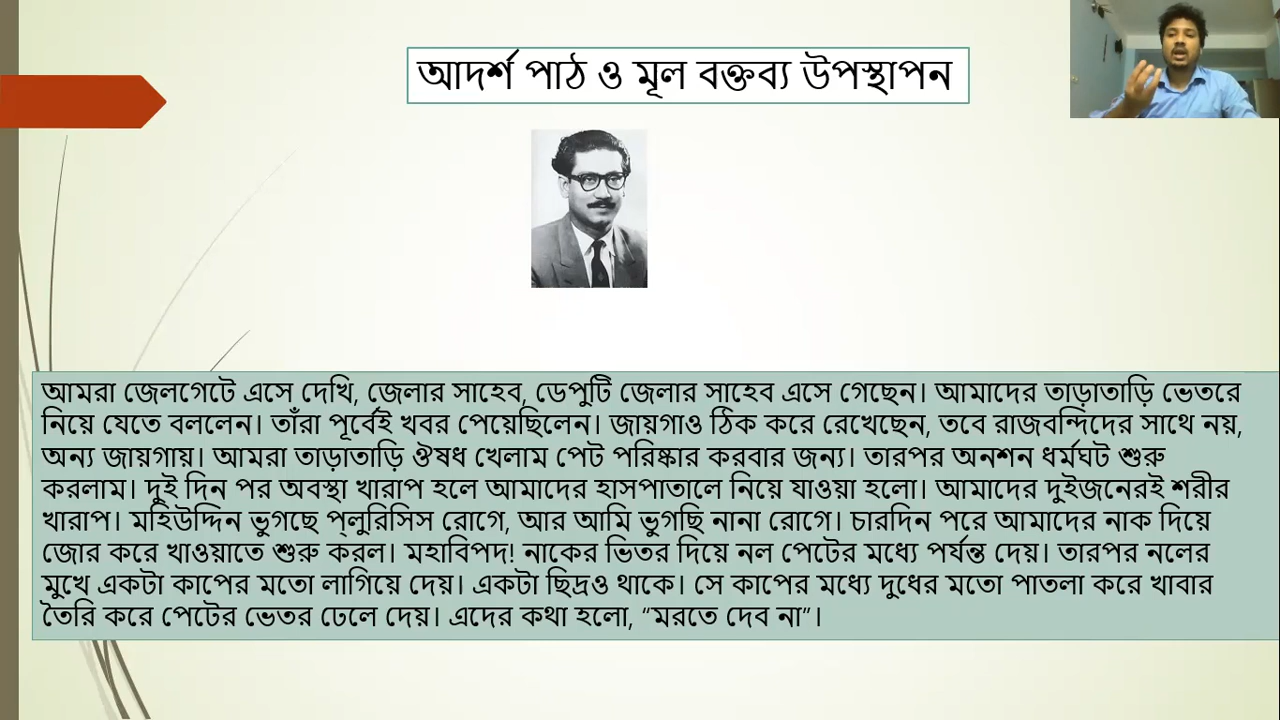 আদর্শ পাঠ ও মূল বক্তব্য উপস্থাপন
আমরা জেলগেটে এসে দেখি, জেলার সাহেব, ডেপুটি জেলার সাহেব এসে গেছেন। আমাদের তাড়াতাড়ি ভেতরে
নিয়ে যেতে বললেন। তাঁরা পূর্বেই খবর পেয়েছিলেন। জায়গাও ঠিক করে রেখেছেন, তবে রাজবন্দিদের সাথে নয়,
অন্য জায়গায়। আমরা তাড়াতাড়ি ঔষধ খেলাম পেট পরিষ্কার করবার জন্য। তারপর অনশন ধর্মঘট শুরু
করলাম। দুই দিন পর অবস্থা খারাপ হলে আমাদের হাসপাতালে নিয়ে যাওয়া হলো। আমাদের দুইজনেরই শরীর
খারাপ। মহিউদ্দিন ভুগছে প্লুরিসিস রোগে, আর আমি ভুগছি নানা রোগে। চারদিন পরে আমাদের নাক দিয়ে
জোর করে খাওয়াতে শুরু করল। মহাবিপদ! নাকের ভিতর দিয়ে নল পেটের মধ্যে পর্যন্ত দেয়। তারপর নলের
মুখে একটা কাপের মতো লাগিয়ে দেয়। একটা ছিদ্রও থাকে। সে কাপের মধ্যে দুধের মতো পাতলা করে খাবার
তৈরি করে পেটের ভেতর ঢেলে দেয়। এদের কথা হলো, “মরতে দেব না”।